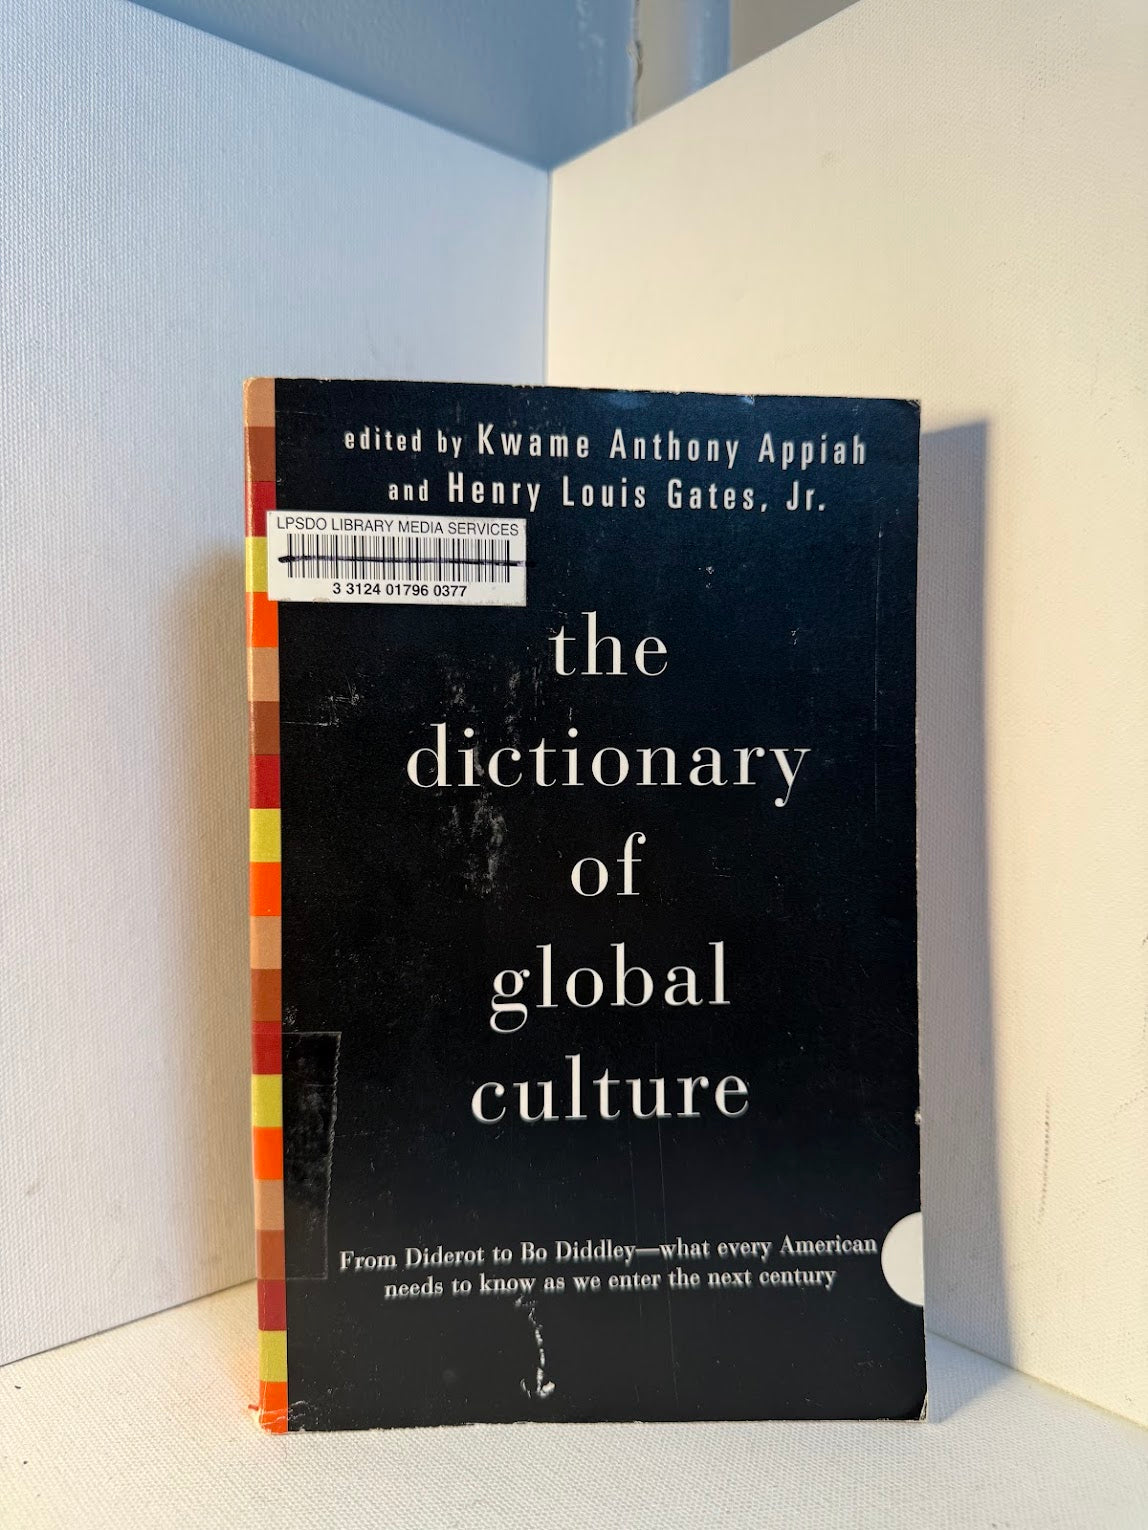 edited by Kwame Anthony Appiah
and Henry Louis Gates, Jr.
LPSDO LIBRARY MEDIA SERVICES
3 3124 01796 0377
the
dictionary
of
global
culture
From Diderot to Bo Diddley—what every American
needs to know as we enter the next century